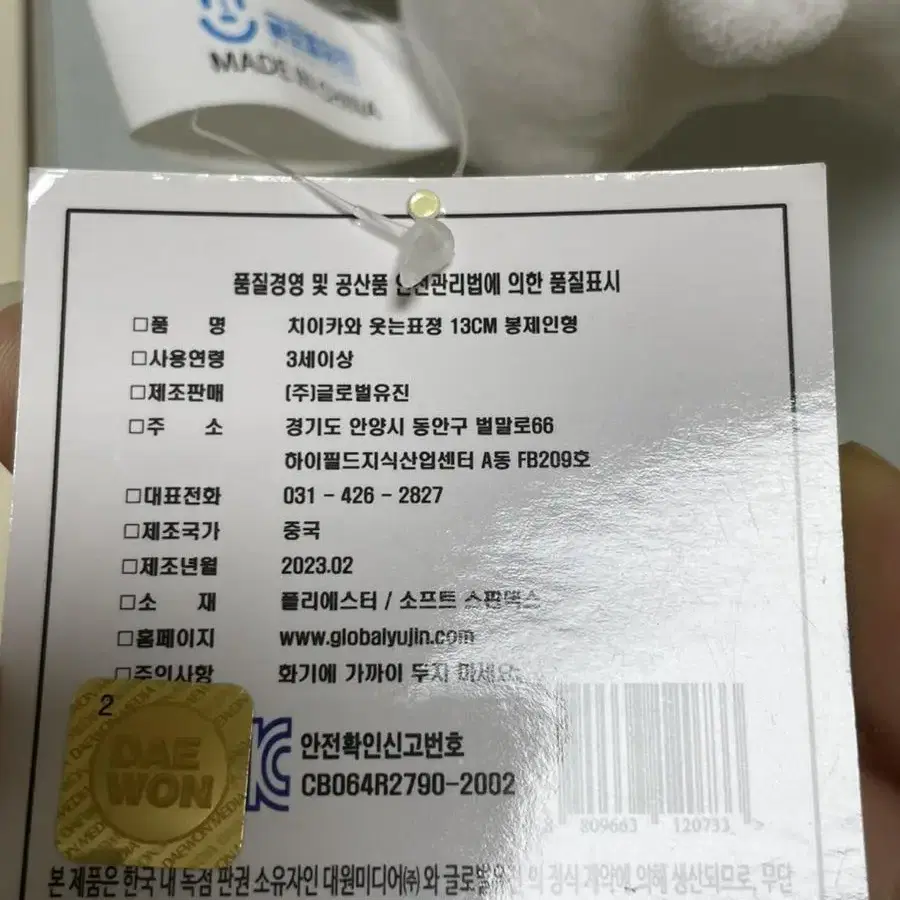 MADE IN CHINA
품질경영 및 공산품 안전관리법에 의한 품질표시
□품 명 치이카와 웃는표정 13CM 봉제인형
□사용연령 3세이상
□제조판매 (주)글로벌유진
□주 소 경기도 안양시 동안구 벌말로66
하이필드지식산업센터 A동 FB209호
□대표전화 031 - 426 - 2827
□제조국가 중국
□제조년월 2023.02
□소 재 폴리에스터 / 소프트 스판덱스
□홈페이지 www.globalyujin.com
□주의사항 화기에 가까이 두지 마세요.
2
DAEWON MEDIA
DAE
WON
안전확인신고번호
CB064R2790-2002
8 809663 120733 >
본 제품은 한국 내 독점 판권 소유자인 대원미디어(주) 와 글로벌유진 의 정식 계약에 의해 생산되므로, 무단